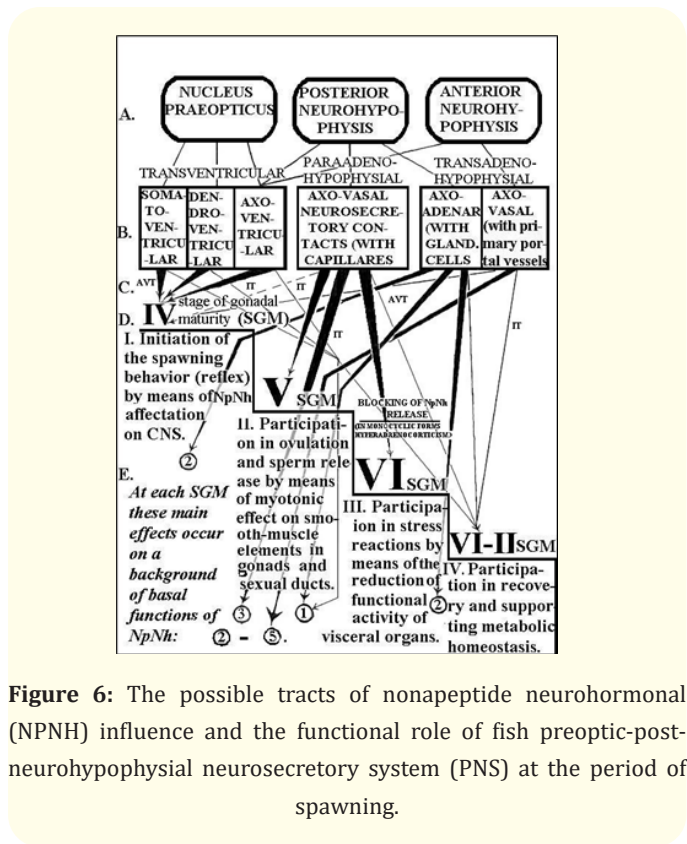 A.
NUCLEUS
PRAEOPTICUS
POSTERIOR
NEUROHYPO-
PHYSIS
ANTERIOR
NEUROHY-
POPHYSIS
TRANSVENTRICULAR
PARAADENO-
HYPOPHYSIAL
TRANSADENO-
HYPOPHYSIAL
B.
SOMA-
TO-
VEN-
TRICU
-LAR
DEN-
DRO-
VEN-
TRICU
-LAR
AXO-
VEN-
TRICU-
-LAR
AXO-VASAL
NEUROSECRE-
TORY CON-
TACTS (WITH
CAPILLARES
AXO-
ADENAR
(WITH
GLAND.
CELLS
AXO-
VASAL
(with pri-
mary por-
tal vessels
C. AVT
IT
IT
AVT
IT
IT
D. IV stage of gonadal
maturity (SGM)
I. Initiation of
the spawning
behavior (reflex)
by means of NpNh
affectation
on CNS.
2
V SGM
II. Participati-
on in ovulation
and sperm rele
ase by means
of myotonic
effect on smo-
oth-muscle
elements in
gonads and
sexual ducts.
3
5.
1
BLOCKING OF NpNh
RELEASE
(IN MONOCYCLIC FORMS
HYPERADAENOCORTICISM)
VI SGM
III. Participa-
ion in stress
reactions by
means of the
reduction of
functional
activity of
visceral organs.
2
VI-II SGM
IV. Participa-
tion in recove-
ry and suppor-
ting metabolic
homeostasis.
E.
At each SGM
these main
effects occur
on a
background
of basal
functions of
NpNh: 2 -
Figure 6: The possible tracts of nonapeptide neurohormonal
(NPNH) influence and the functional role of fish preoptic-post-
neurohypophysial neurosecretory system (PNS) at the period of
spawning.